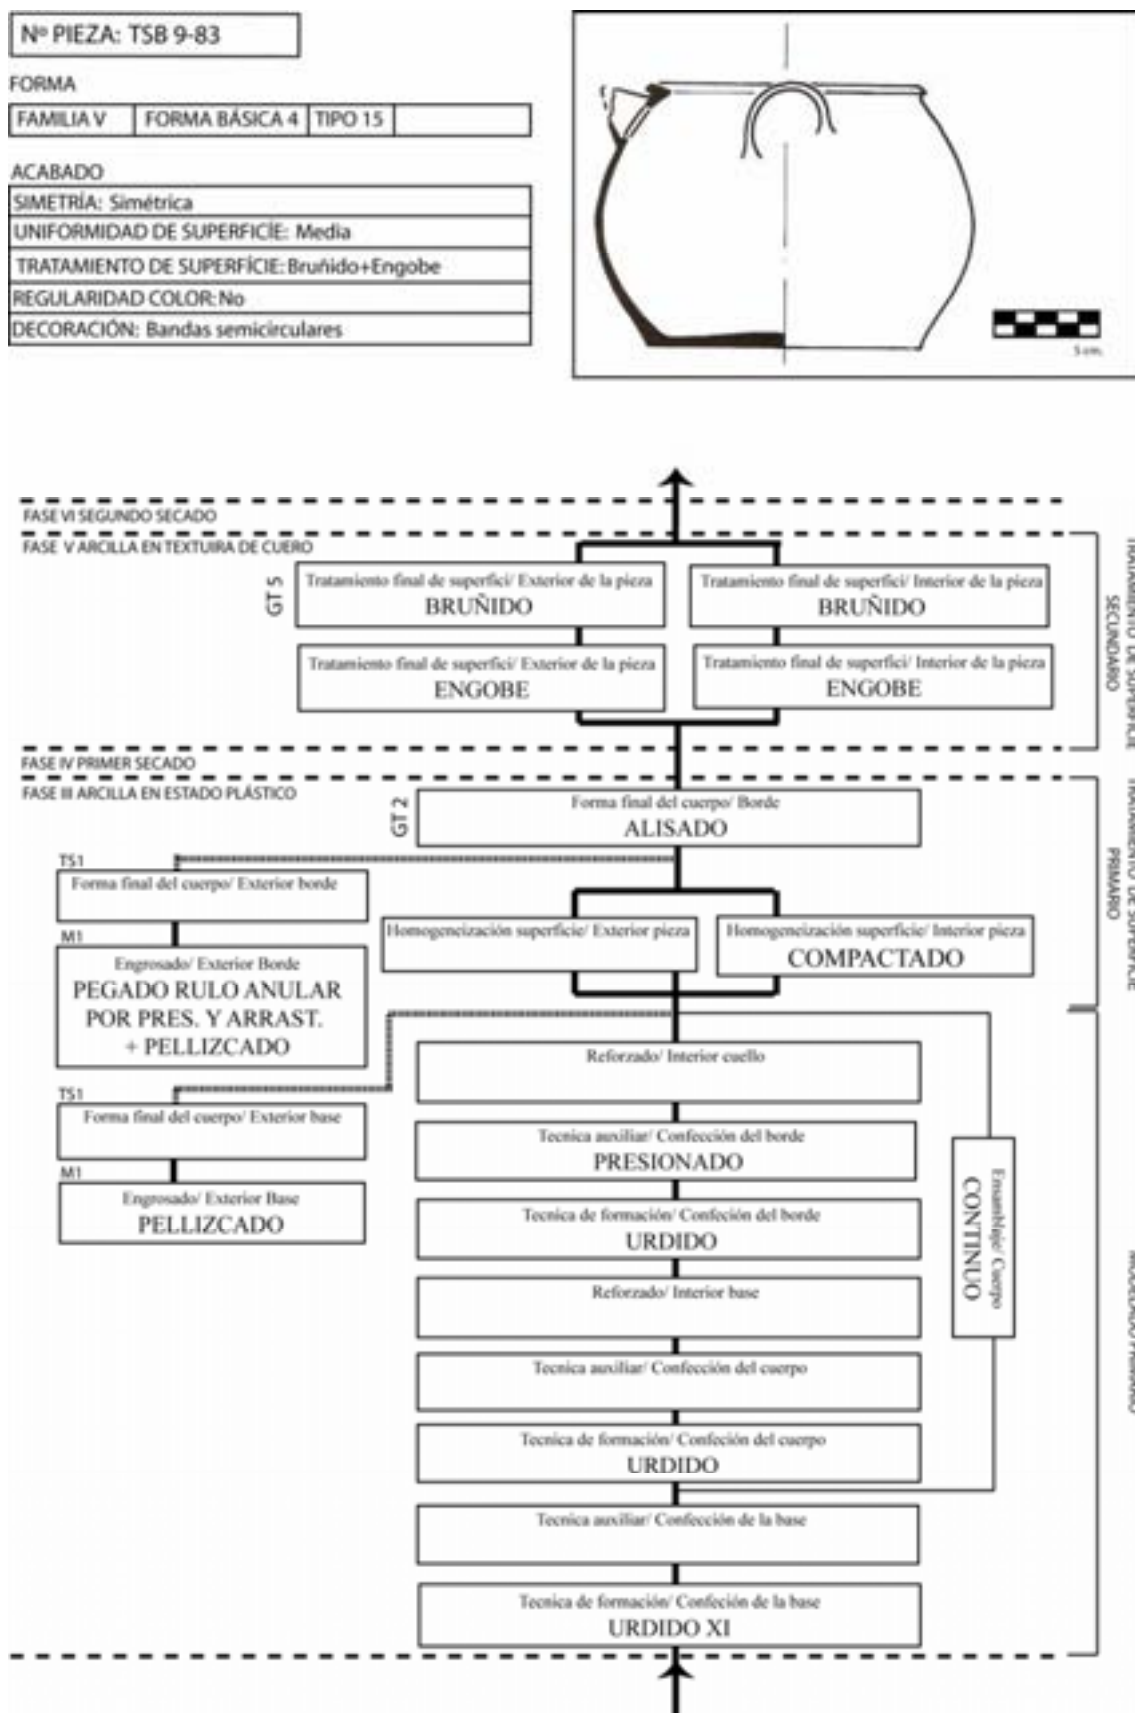 Nº PIEZA: TSB 9-83
FORMA
FAMILIA V FORMA BÁSICA 4 TIPO 15
ACABADO
SIMETRÍA: Simétrica
UNIFORMIDAD DE SUPERFICÍE: Media
TRATAMIENTO DE SUPERFÍCIE: Bruñido+Engobe
REGULARIDAD COLOR: No
DECORACIÓN: Bandas semicirculares
5 cm.
FASE VI SEGUNDO SECADO
FASE V ARCILLA EN TEXTUIRA DE CUERO
GT 5
Tratamiento final de superfici/ Exterior de la pieza
BRUÑIDO
Tratamiento final de superfici/ Interior de la pieza
BRUÑIDO
Tratamiento final de superfici/ Exterior de la pieza
ENGOBE
Tratamiento final de superfici/ Interior de la pieza
ENGOBE
TRATAMIENTO DE SUPERFICIE
SECUNDARIO
FASE IV PRIMER SECADO
FASE III ARCILLA EN ESTADO PLÁSTICO
GT 2
Forma final del cuerpo/ Borde
ALISADO
TS1
Forma final del cuerpo/ Exterior borde
M1
Engrosado/ Exterior Borde
PEGADO RULO ANULAR
POR PRES. Y ARRAST.
+ PELLIZCADO
Homogeneización superficie/ Exterior pieza
Homogeneización superficie/ Interior pieza
COMPACTADO
TRATAMIENTO DE SUPERFICIE
PRIMARIO
TS1
Forma final del cuerpo/ Exterior base
M1
Engrosado/ Exterior Base
PELLIZCADO
Reforzado/ Interior cuello
Tecnica auxiliar/ Confección del borde
PRESIONADO
Tecnica de formación/ Confeción del borde
URDIDO
Reforzado/ Interior base
Tecnica auxiliar/ Confección del cuerpo
Tecnica de formación/ Confeción del cuerpo
URDIDO
Ensamblaje/ Cuerpo
CONTINUO
Tecnica auxiliar/ Confección de la base
Tecnica de formación/ Confeción de la base
URDIDO XI
MODELADO PRIMARIO